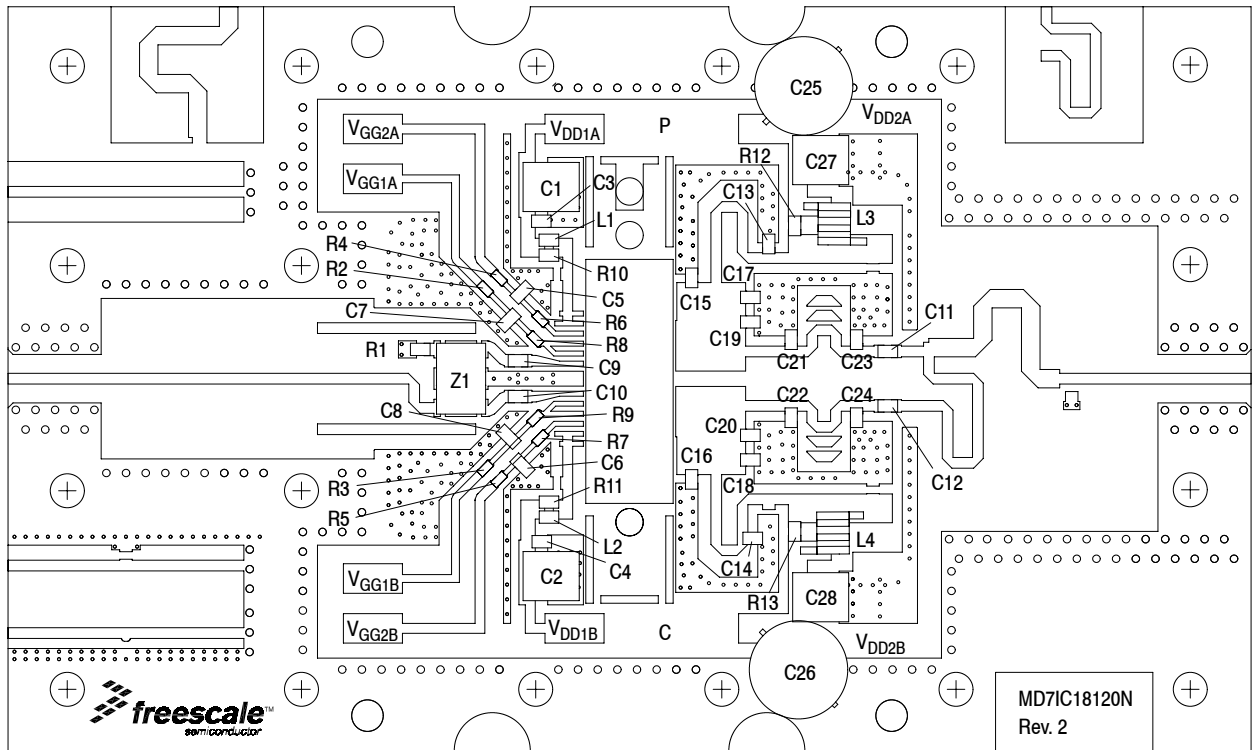 C25
VGG2A
VDD1A
P
VDD2A
VGG1A
C1
C3
R12
C27
C13
L1
L3
R4
R2
R10
C17
C5
C15
C7
R6
C11
R8
C19
R1
C9
C21
C23
Z1
C10
C22
C24
C8
R9
C20
R7
C16
C6
C18
C12
R3
R11
R5
L2
L4
C4
C14
C2
VGG1B
R13
C28
VGG2B
VDD1B
C
VDD2B
C26
freescale™
semiconductor
MD7IC18120N
Rev. 2